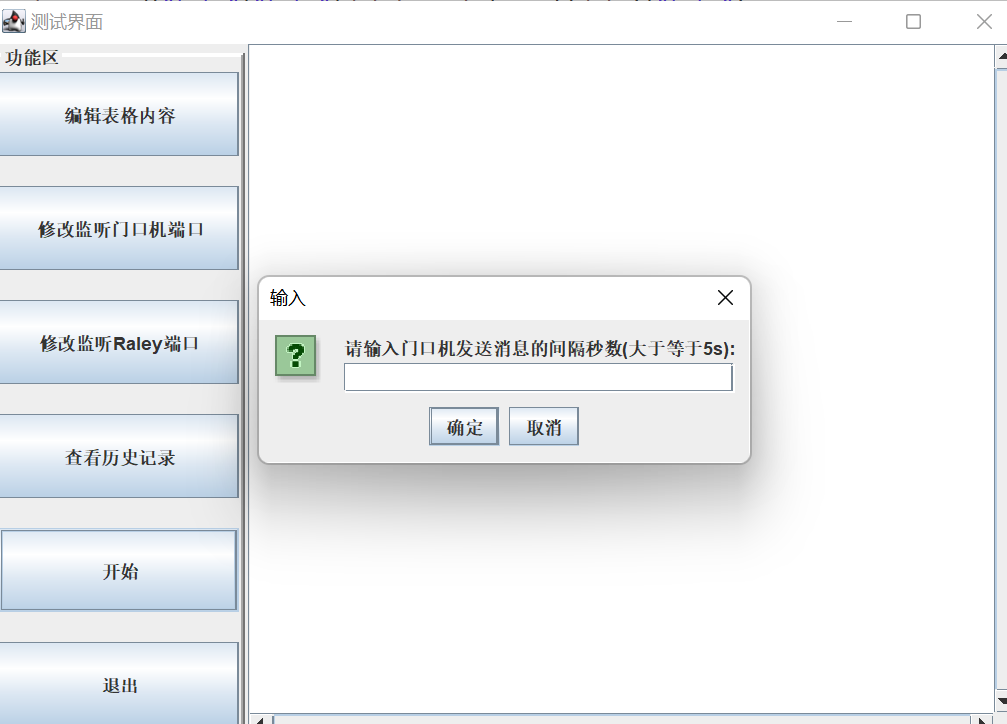 测试界面
功能区
编辑表格内容
修改监听门口机端口
修改监听Raley端口
查看历史记录
开始
退出
输入
请输入门口机发送消息的间隔秒数(大于等于5s):
确定
取消